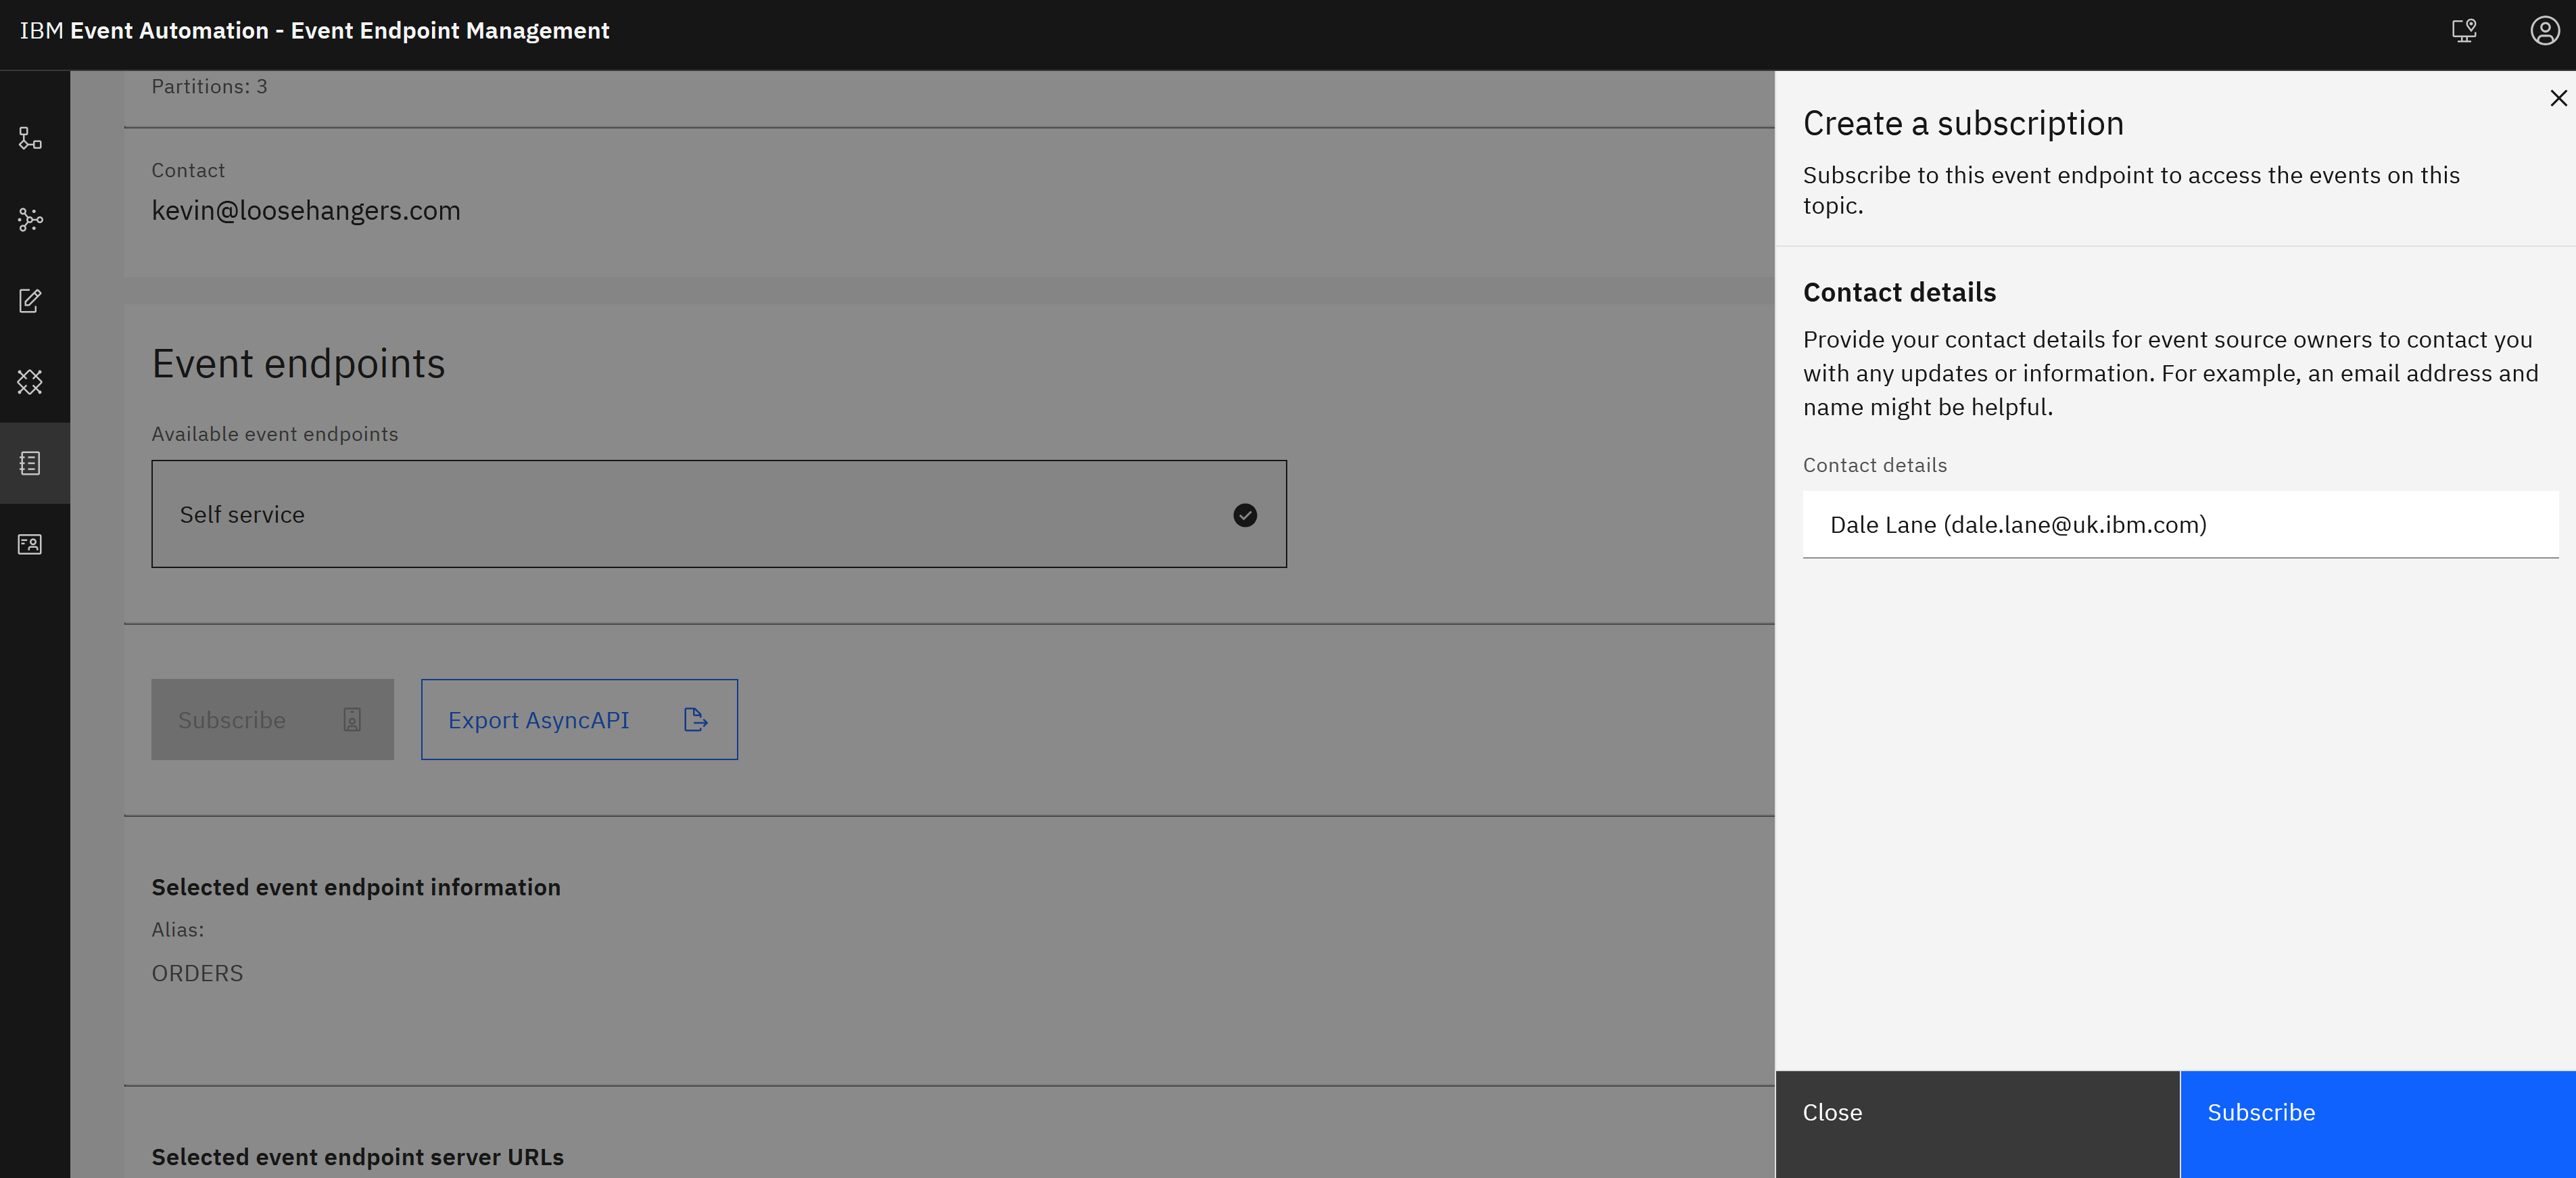 IBM Event Automation - Event Endpoint Management
Partitions: 3
Contact
kevin@loosehangers.com
Event endpoints
Available event endpoints
Self service
Subscribe
Export AsyncAPI
Selected event endpoint information
Alias:
ORDERS
Selected event endpoint server URLs
Create a subscription
Subscribe to this event endpoint to access the events on this
topic.
Contact details
Provide your contact details for event source owners to contact you
with any updates or information. For example, an email address and
name might be helpful.
Contact details
Dale Lane (dale.lane@uk.ibm.com)
Close
Subscribe